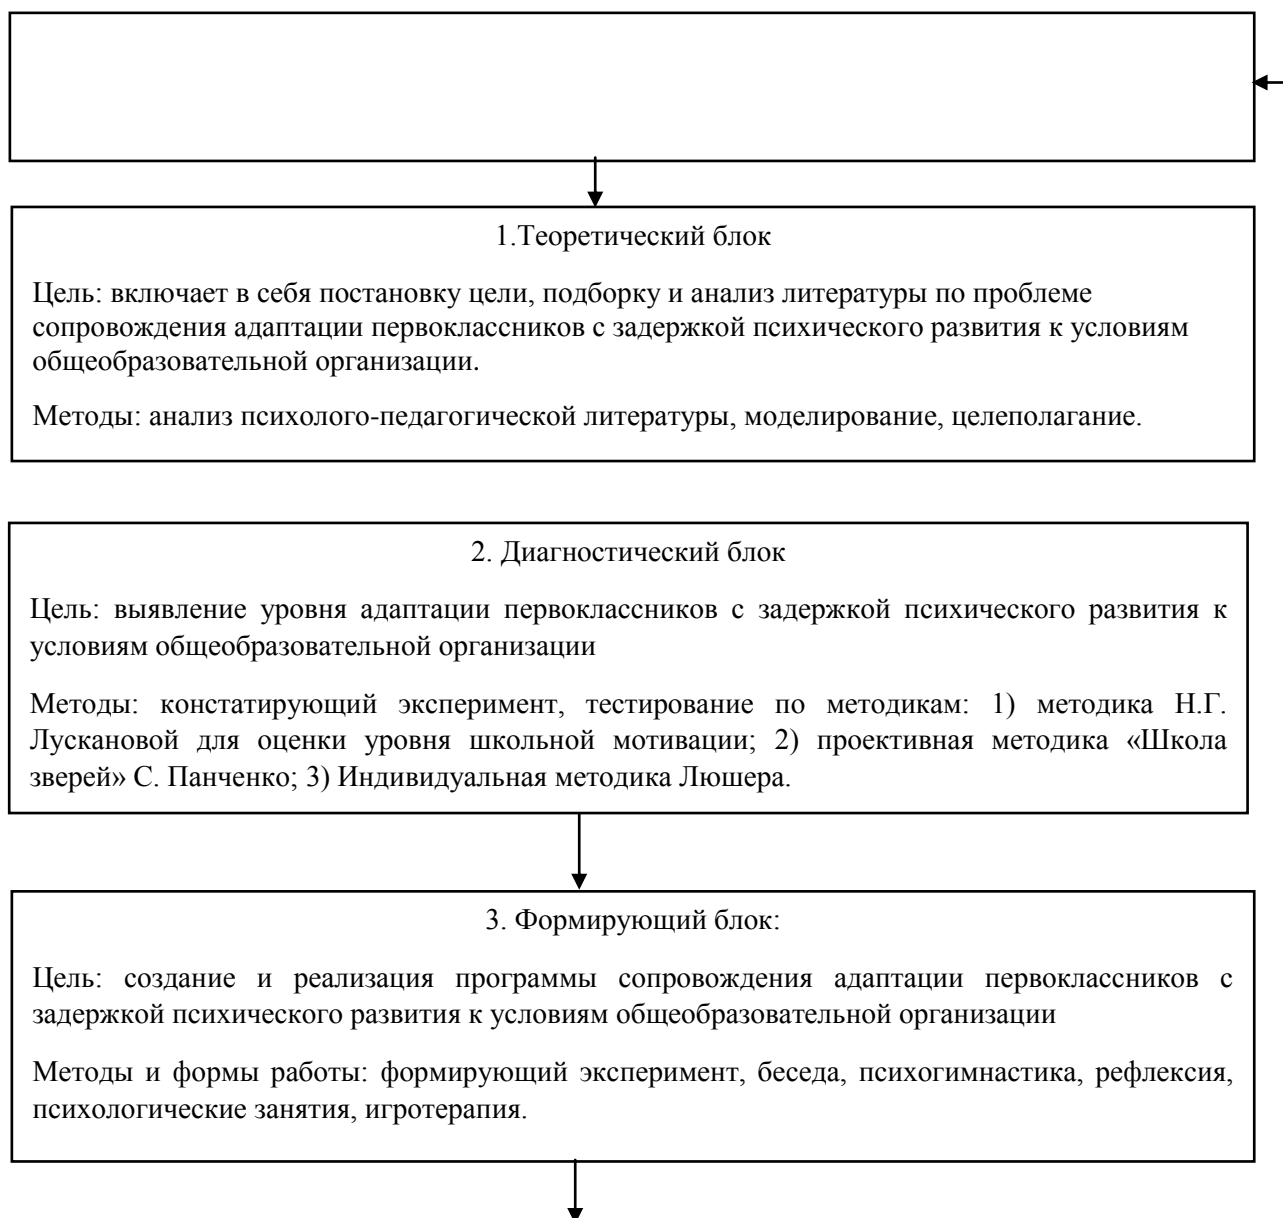 1.Теоретический блок
Цель: включает в себя постановку цели, подборку и анализ литературы по проблеме
сопровождения адаптации первоклассников с задержкой психического развития к условиям
общеобразовательной организации.
Методы: анализ психолого-педагогической литературы, моделирование, целеполагание.
2. Диагностический блок
Цель: выявление уровня адаптации первоклассников с задержкой психического развития к
условиям общеобразовательной организации
Методы: констатирующий эксперимент, тестирование по методикам: 1) методика Н.Г.
Лускановой для оценки уровня школьной мотивации; 2) проективная методика «Школа
зверей» С. Панченко; 3) Индивидуальная методика Люшера.
3. Формирующий блок:
Цель: создание и реализация программы сопровождения адаптации первоклассников с
задержкой психического развития к условиям общеобразовательной организации
Методы и формы работы: формирующий эксперимент, беседа, психогимнастика, рефлексия,
психологические занятия, игротерапия.